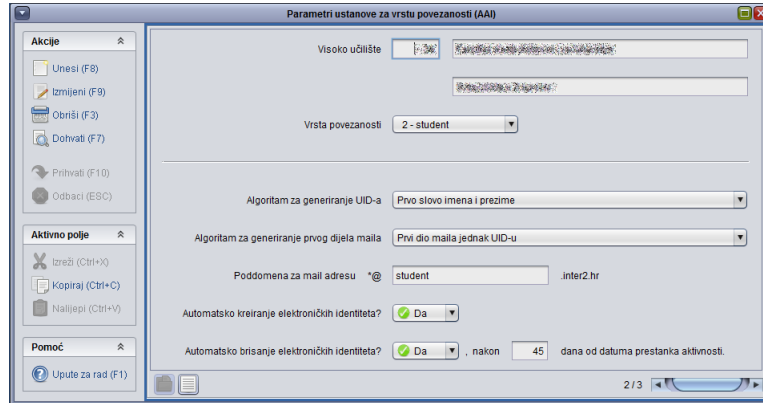 Parametri ustanove za vrstu povezanosti (AAI)
Akcije
Unesi (F8)
Izmijeni (F9)
Obriši (F3)
Dohvati (F7)
Prihvati (F10)
Odbaci (ESC)
Aktivno polje
Izreži (Ctrl+X)
Kopiraj (Ctrl+C)
Nalijepi (Ctrl+V)
Pomoć
Upute za rad (F1)
Visoko učilište
Vrsta povezanosti 2 - student
Algoritam za generiranje UID-a Prvo slovo imena i prezime
Algoritam za generiranje prvog dijela maila Prvi dio maila jednak UID-u
Poddomena za mail adresu *@ student .inter2.hr
Automatsko kreiranje elektroničkih identiteta? Da
Automatsko brisanje elektroničkih identiteta? Da , nakon 45 dana od datuma prestanka aktivnosti.
2 / 3